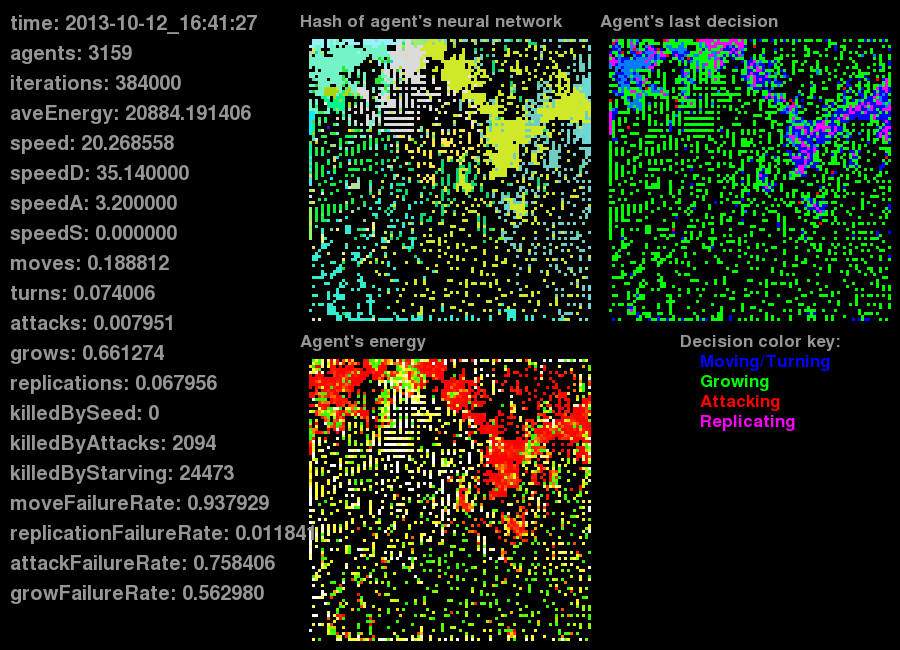 time: 2013-10-12_16:41:27
agents: 3159
iterations: 384000
aveEnergy: 20884.191406
speed: 20.268558
speedD: 35.140000
speedA: 3.200000
speedS: 0.000000
moves: 0.188812
turns: 0.074006
attacks: 0.007951
grows: 0.661274
replications: 0.067956
killedBySeed: 0
killedByAttacks: 2094
killedByStarving: 24473
moveFailureRate: 0.937929
replicationFailureRate: 0.011841
attackFailureRate: 0.758406
growFailureRate: 0.562980
Hash of agent's neural network
Agent's last decision
Agent's energy
Decision color key:
Moving/Turning
Growing
Attacking
Replicating